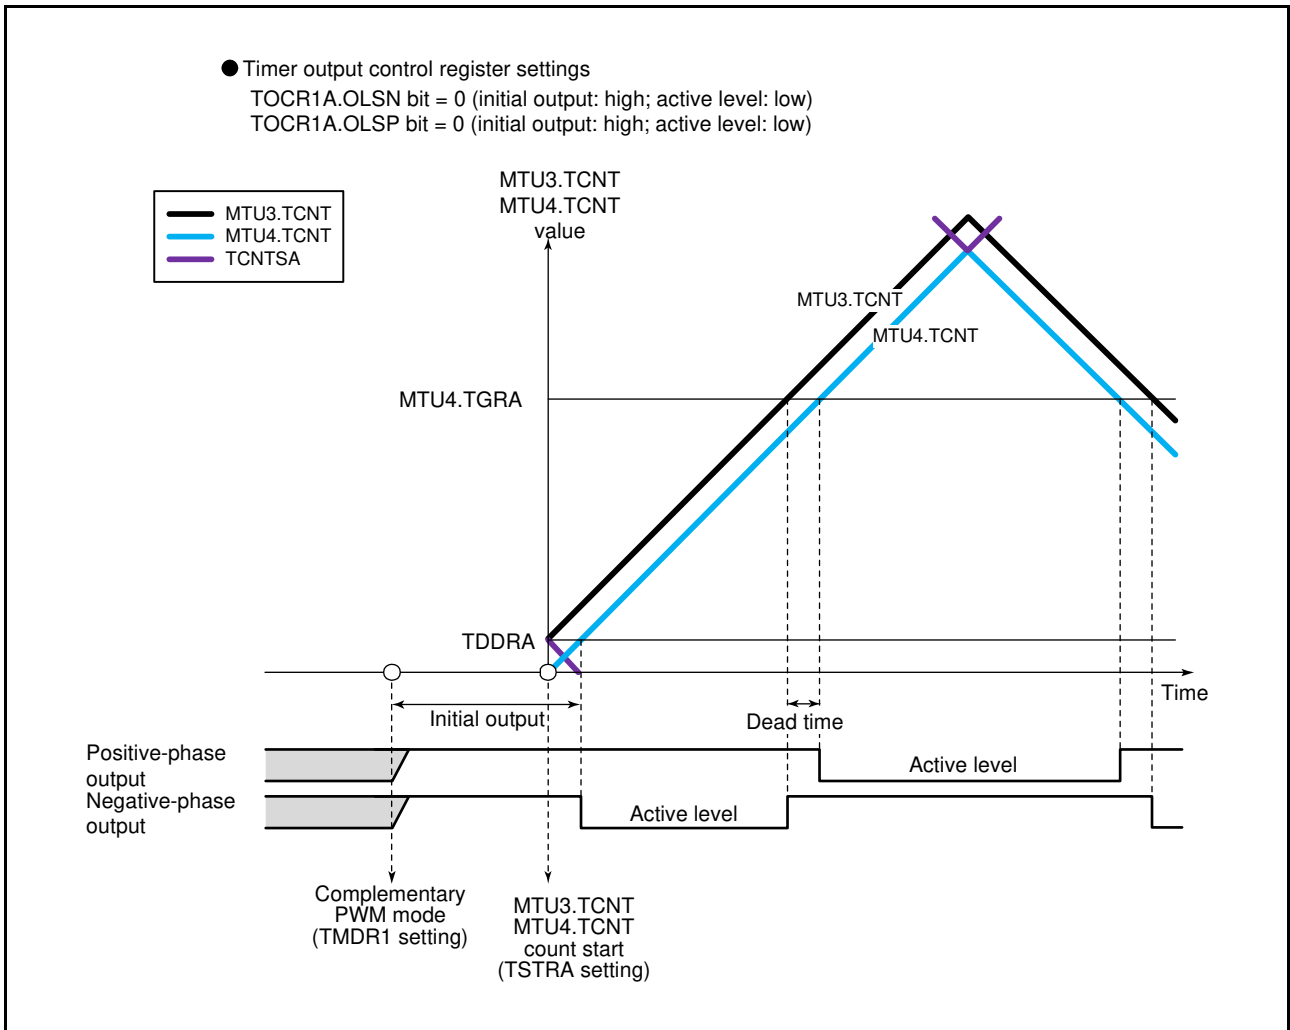 ● Timer output control register settings
TOCR1A.OLSN bit = 0 (initial output: high; active level: low)
TOCR1A.OLSP bit = 0 (initial output: high; active level: low)
MTU3.TCNT
MTU4.TCNT
value
MTU3.TCNT
MTU4.TCNT
TCNTSA
MTU3.TCNT
MTU4.TCNT
MTU4.TGRA
TDDRA
Time
Initial output
Dead time
Positive-phase
output
Active level
Negative-phase
output
Active level
Complementary
PWM mode
(TMDR1 setting)
MTU3.TCNT
MTU4.TCNT
count start
(TSTRA setting)